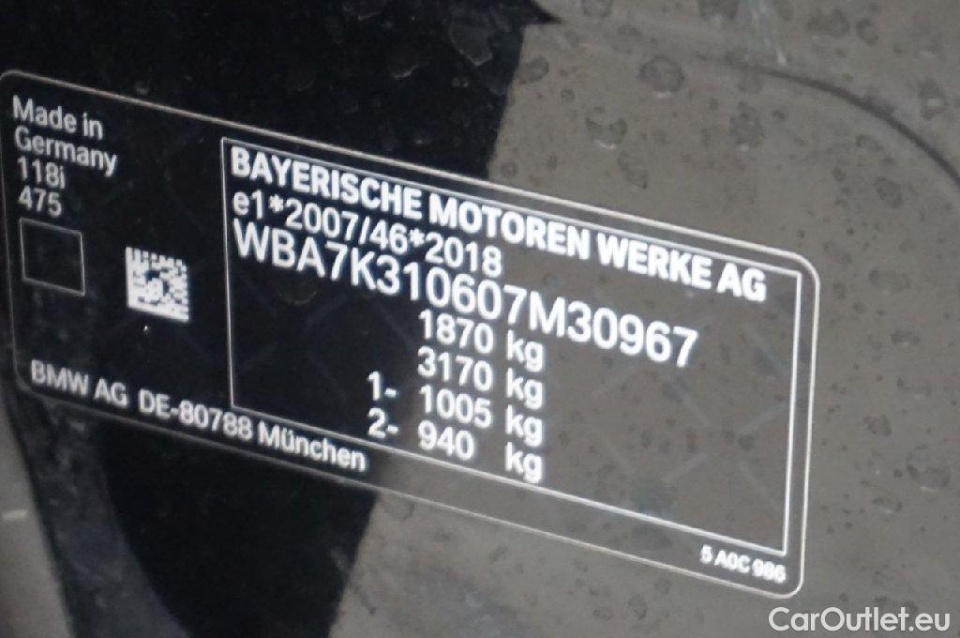 Made in
Germany
118i
475
BAYERISCHE MOTOREN WERKE AG
e1*2007/46*2018
WBA7K310607M30967
1870 kg
3170 kg
1- 1005 kg
2- 940 kg
BMW AG DE-80788 München
5 A0C 986
CarOutlet.eu